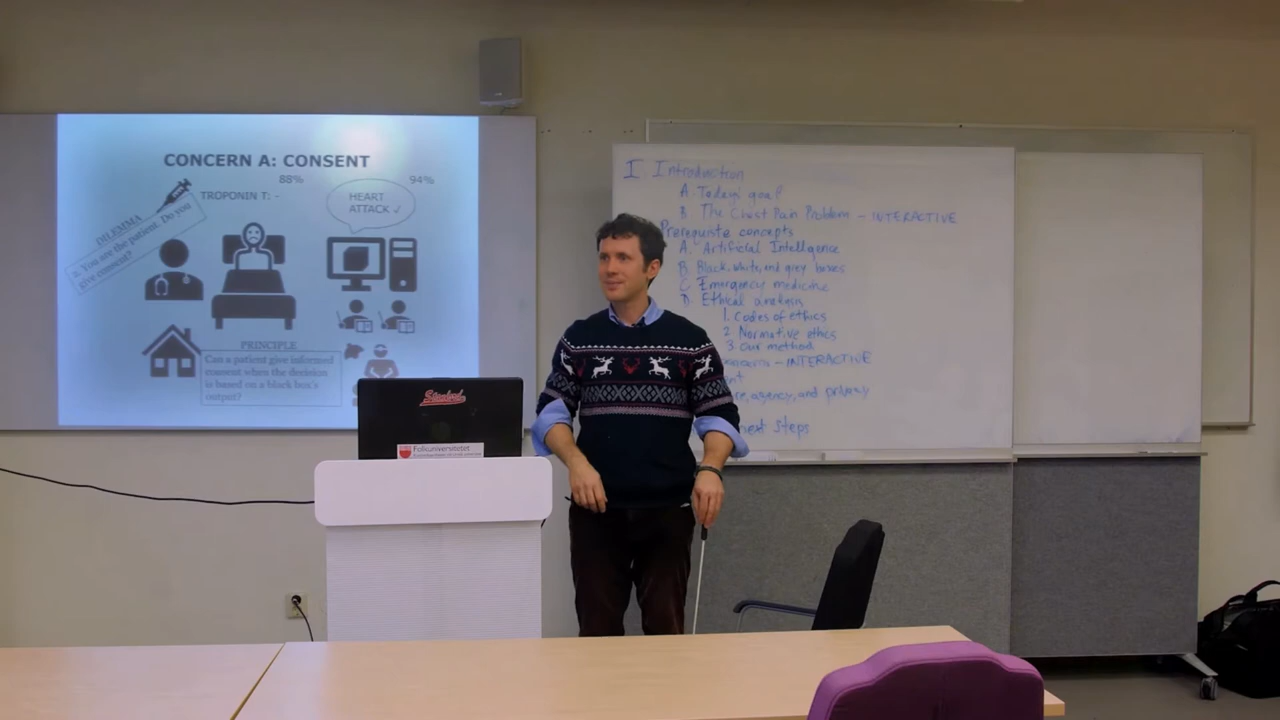 CONCERN A: CONSENT
88%
94%
TROPONIN T: -
HEART
ATTACK ✓
DILEMMA
a. You are the patient. Do you
give consent?
PRINCIPLE
Can a patient give informed
consent when the decision
is based on a black box's
output?
Stanford
Folkuniversitetet
I Introduction
A. Today's goal
B. The Chest Pain Problem - INTERACTIVE
Prerequisite concepts
A. Artificial Intelligence
B. Black, white, and grey boxes
C. Emergency medicine
D. Ethical analysis
1. Codes of ethics
2. Normative ethics
3. Our method
- INTERACTIVE
agency, and privacy
next steps